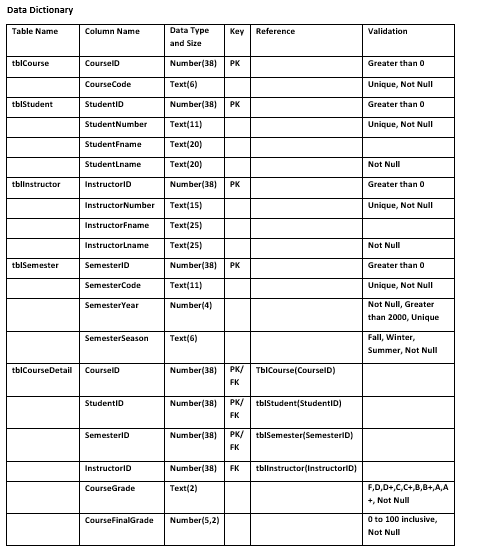 Data Dictionary
Table Name Column Name Data Type and Size Key Reference Validation
tblCourse CourseID Number(38) PK Greater than 0
CourseCode Text(6) Unique, Not Null
tblStudent StudentID Number(38) PK Greater than 0
StudentNumber Text(11) Unique, Not Null
StudentFname Text(20)
StudentLname Text(20) Not Null
tblInstructor InstructorID Number(38) PK Greater than 0
InstructorNumber Text(15) Unique, Not Null
InstructorFname Text(25)
InstructorLname Text(25) Not Null
tblSemester SemesterID Number(38) PK Greater than 0
SemesterCode Text(11) Unique, Not Null
SemesterYear Number(4) Not Null, Greater than 2000, Unique
SemesterSeason Text(6) Fall, Winter, Summer, Not Null
tblCourseDetail CourseID Number(38) PK/ FK TblCourse(CourseID)
StudentID Number(38) PK/ FK tblStudent(StudentID)
SemesterID Number(38) PK/ FK tblSemester(SemesterID)
InstructorID Number(38) FK tblInstructor(InstructorID)
CourseGrade Text(2) F,D,D+,C,C+,B,B+,A,A +, Not Null
CourseFinalGrade Number(5,2) 0 to 100 inclusive, Not Null